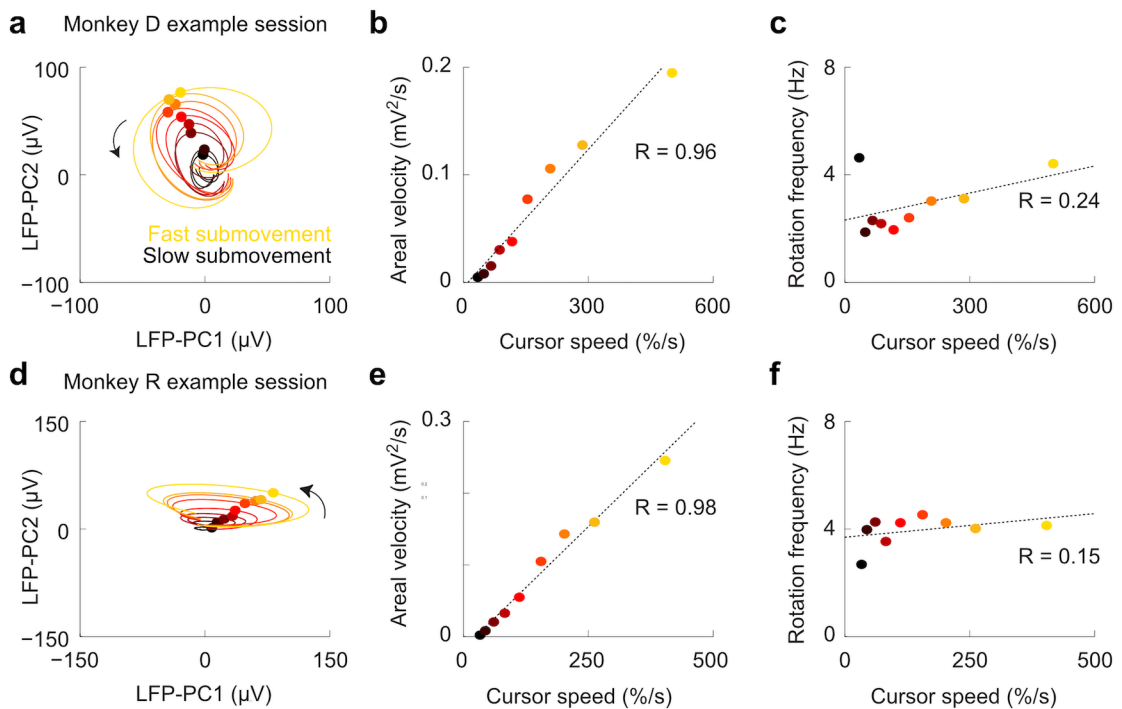 a Monkey D example session
100
0
−100
−100 0 100
LFP-PC2 (µV)
LFP-PC1 (µV)
Fast submovement
Slow submovement
b
0.2
0.1
0
0 300 600
Areal velocity (mV²/s)
Cursor speed (%/s)
R = 0.96
c
8
4
0
0 300 600
Rotation frequency (Hz)
Cursor speed (%/s)
R = 0.24
d Monkey R example session
150
0
−150
−150 0 150
LFP-PC2 (µV)
LFP-PC1 (µV)
e
0.3
0
0 250 500
Areal velocity (mV²/s)
Cursor speed (%/s)
R = 0.98
f
8
4
0
0 250 500
Rotation frequency (Hz)
Cursor speed (%/s)
R = 0.15